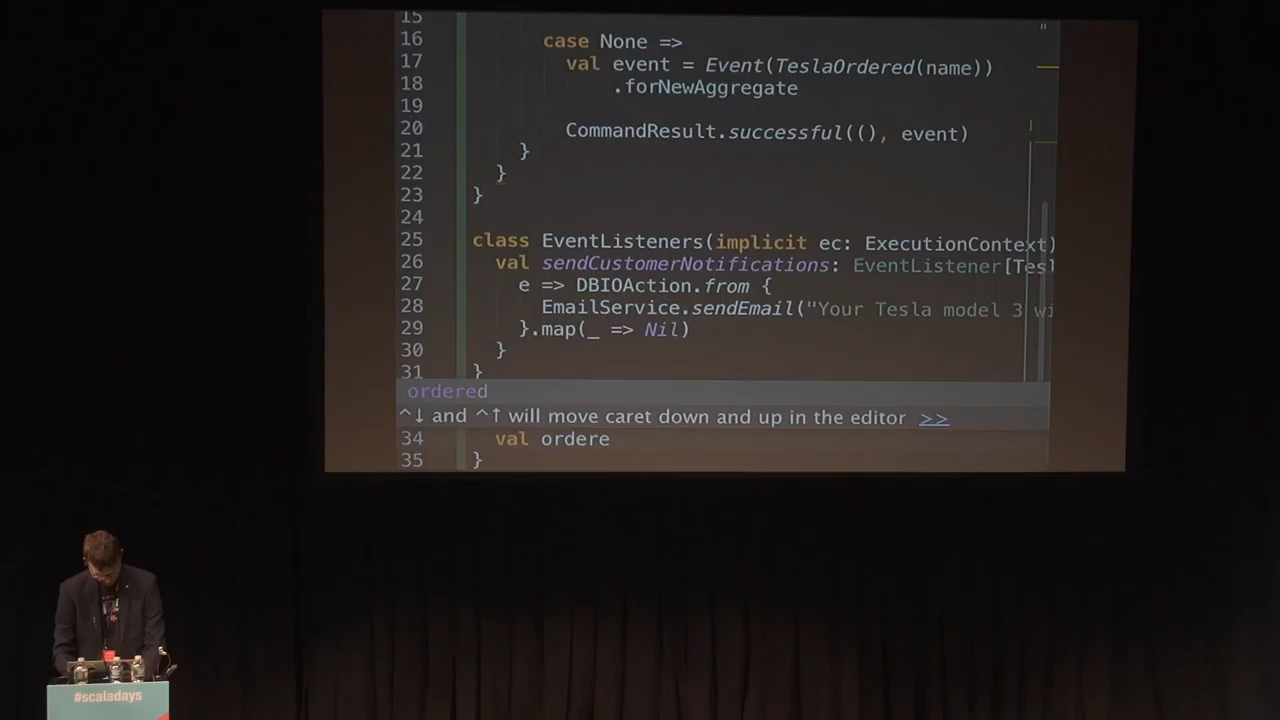 15
16 case None =>
17 val event = Event(TeslaOrdered(name))
18 .forNewAggregate
19
20 CommandResult.successful((), event)
21 }
22 }
23 }
24
25 class EventListeners(implicit ec: ExecutionContext)
26 val sendCustomerNotifications: EventListener[Tesl
27 e => DBIOAction.from {
28 EmailService.sendEmail("Your Tesla model 3 wi
29 }.map(_ => Nil)
30 }
31 }
ordered
^↓ and ^↑ will move caret down and up in the editor >>
34 val ordere
35 }
#scaladays